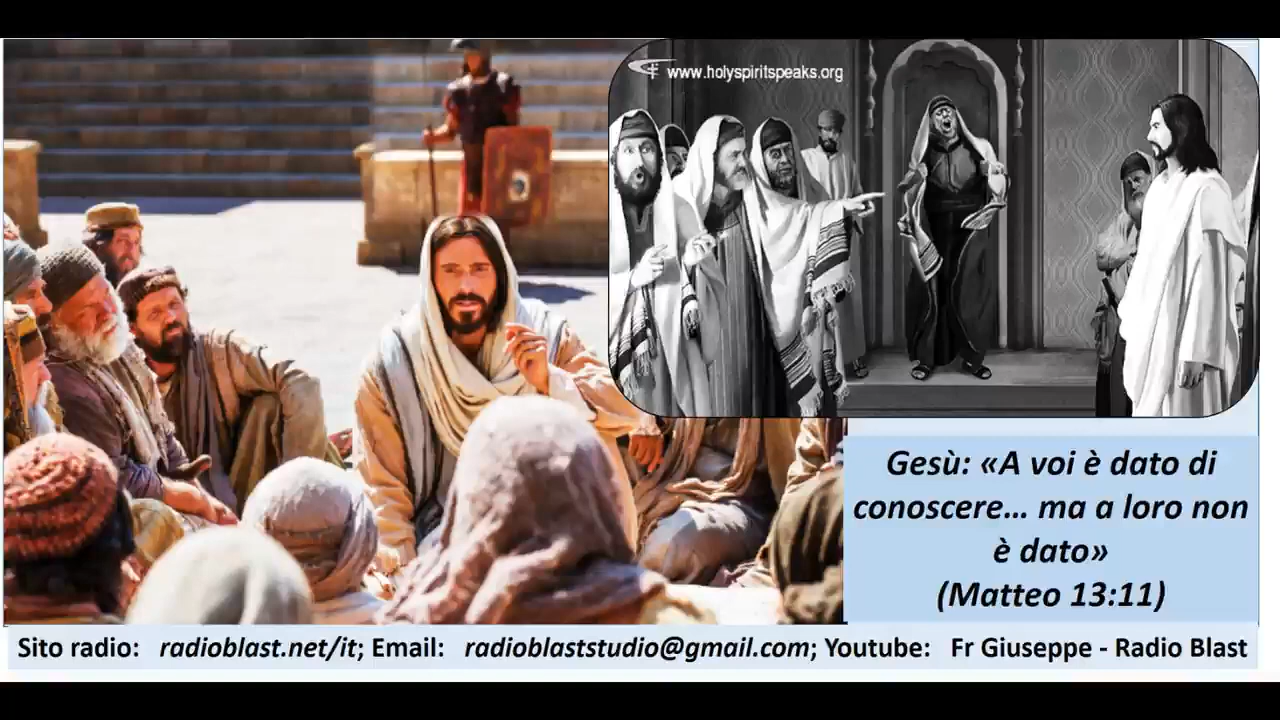 www.holyspiritspeaks.org
Gesù: «A voi è dato di
conoscere... ma a loro non
è dato»
(Matteo 13:11)
Sito radio: radioblast.net/it; Email: radioblaststudio@gmail.com; Youtube: Fr Giuseppe - Radio Blast